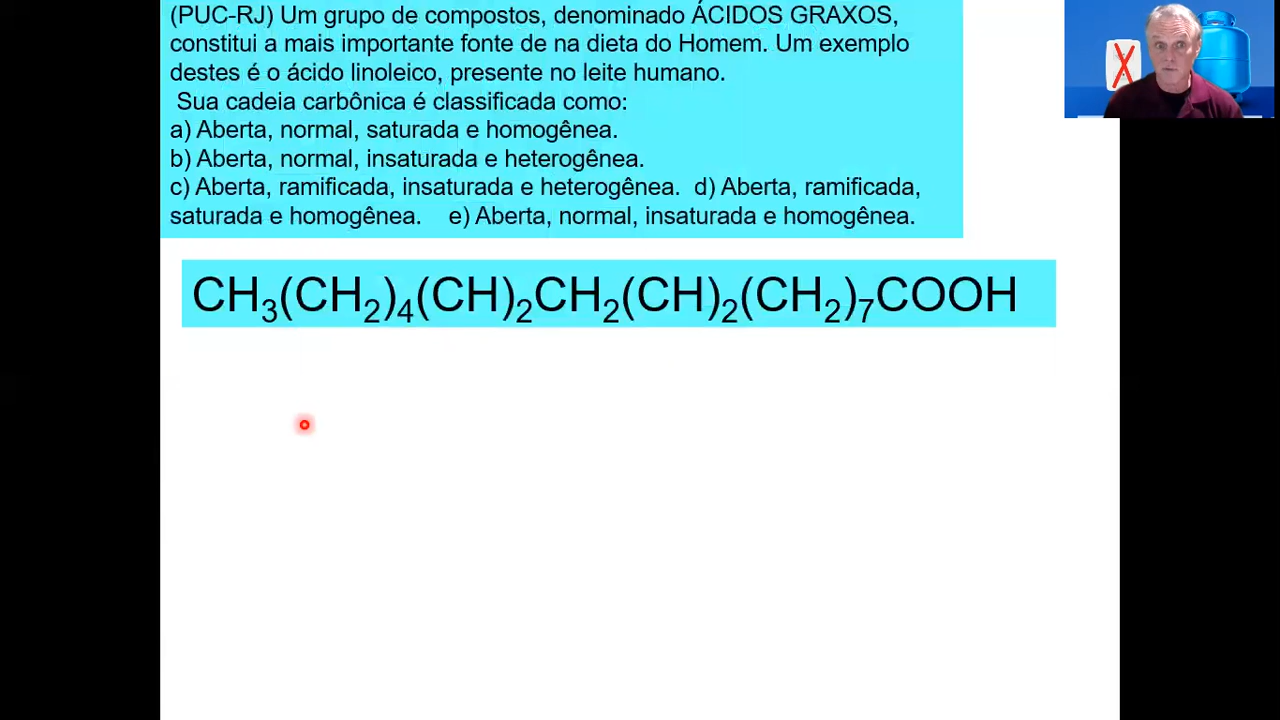 (PUC-RJ) Um grupo de compostos, denominado ÁCIDOS GRAXOS,
constitui a mais importante fonte de na dieta do Homem. Um exemplo
destes é o ácido linoleico, presente no leite humano.
Sua cadeia carbônica é classificada como:
a) Aberta, normal, saturada e homogênea.
b) Aberta, normal, insaturada e heterogênea.
c) Aberta, ramificada, insaturada e heterogênea. d) Aberta, ramificada,
saturada e homogênea. e) Aberta, normal, insaturada e homogênea.
CH₃(CH₂)₄(CH)₂CH₂(CH)₂(CH₂)₇COOH